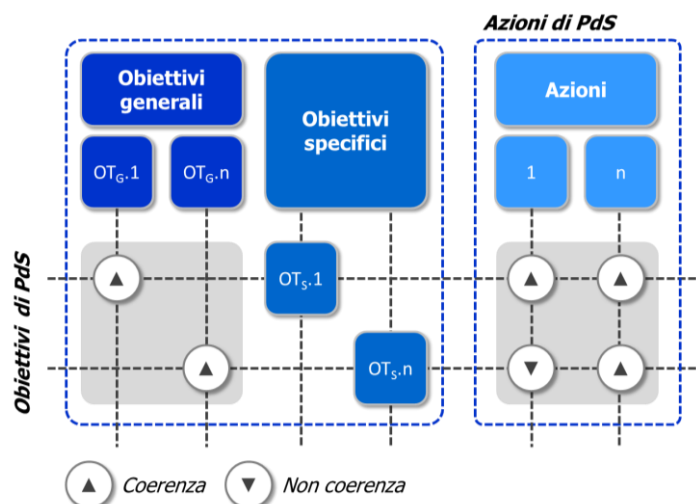 Azioni di PdS
Obiettivi
generali
Obiettivi
specifici
Azioni
OTG.1
OTG.n
1
n
Obiettivi di PdS
OTS.1
OTS.n
Coerenza
Non coerenza